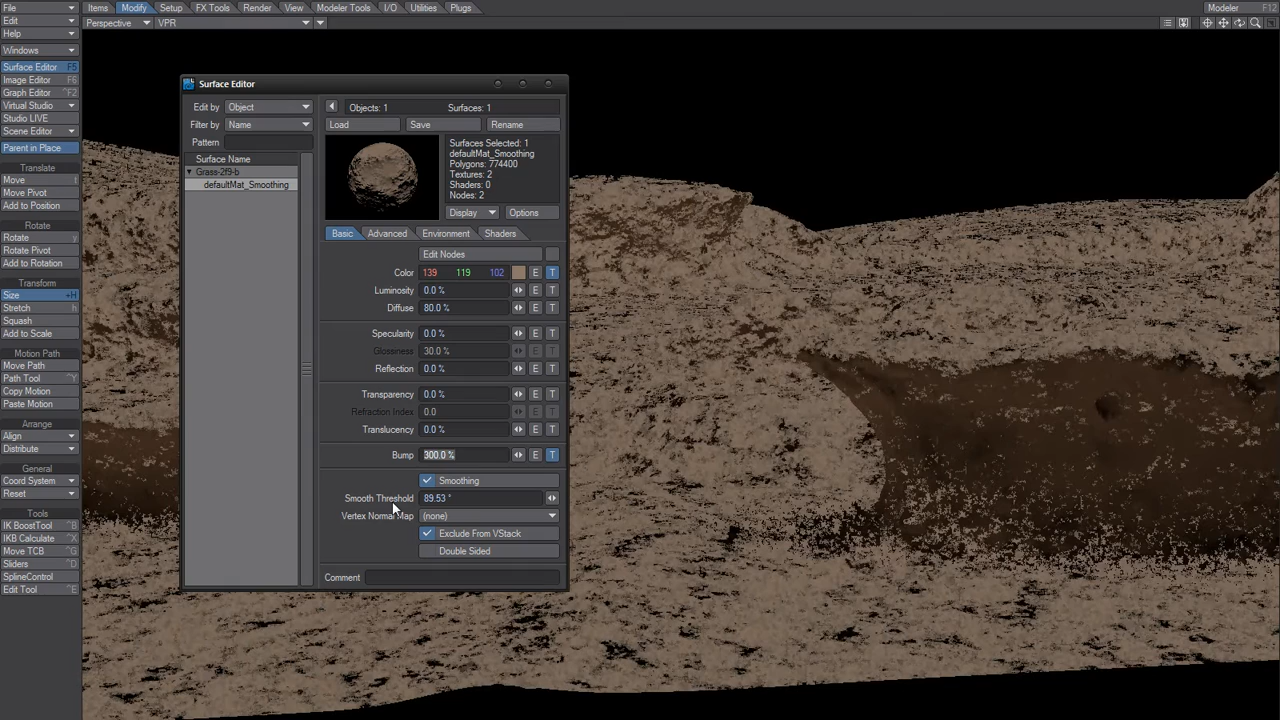 File
Items
Modify
Setup
FX Tools
Render
View
Modeler Tools
I/O
Utilities
Plugs
Modeler
F12
Edit
Perspective
VPR
Help
Windows
Surface Editor F5
Image Editor F6
Graph Editor ^F2
Virtual Studio
Studio LIVE
Scene Editor
Parent in Place
Translate
Move t
Move Pivot
Add to Position
Rotate
Rotate y
Rotate Pivot
Add to Rotation
Transform
Size +H
Stretch h
Squash
Add to Scale
Motion Path
Move Path
Path Tool ^Y
Copy Motion
Paste Motion
Arrange
Align
Distribute
General
Coord System
Reset
Tools
IK BoostTool ^B
IKB Calculate ^X
Move TCB ^G
Sliders ^D
SplineControl
Edit Tool ^E
Surface Editor
Edit by Object
Filter by Name
Pattern
Surface Name
Grass-2f9-b
defaultMat_Smoothing
Objects: 1 Surfaces: 1
Load Save Rename
Surfaces Selected: 1
defaultMat_Smoothing
Polygons: 774400
Textures: 2
Shaders: 0
Nodes: 2
Display Options
Basic Advanced Environment Shaders
Edit Nodes
Color 139 119 102 E T
Luminosity 0.0 % E T
Diffuse 80.0 % E T
Specularity 0.0 % E T
Glossiness 30.0 % E T
Reflection 0.0 % E T
Transparency 0.0 % E T
Refraction Index 0.0 E T
Translucency 0.0 % E T
Bump 300.0 % E T
Smoothing
Smooth Threshold 89.53 °
Vertex Normal Map (none)
Exclude From VStack
Double Sided
Comment